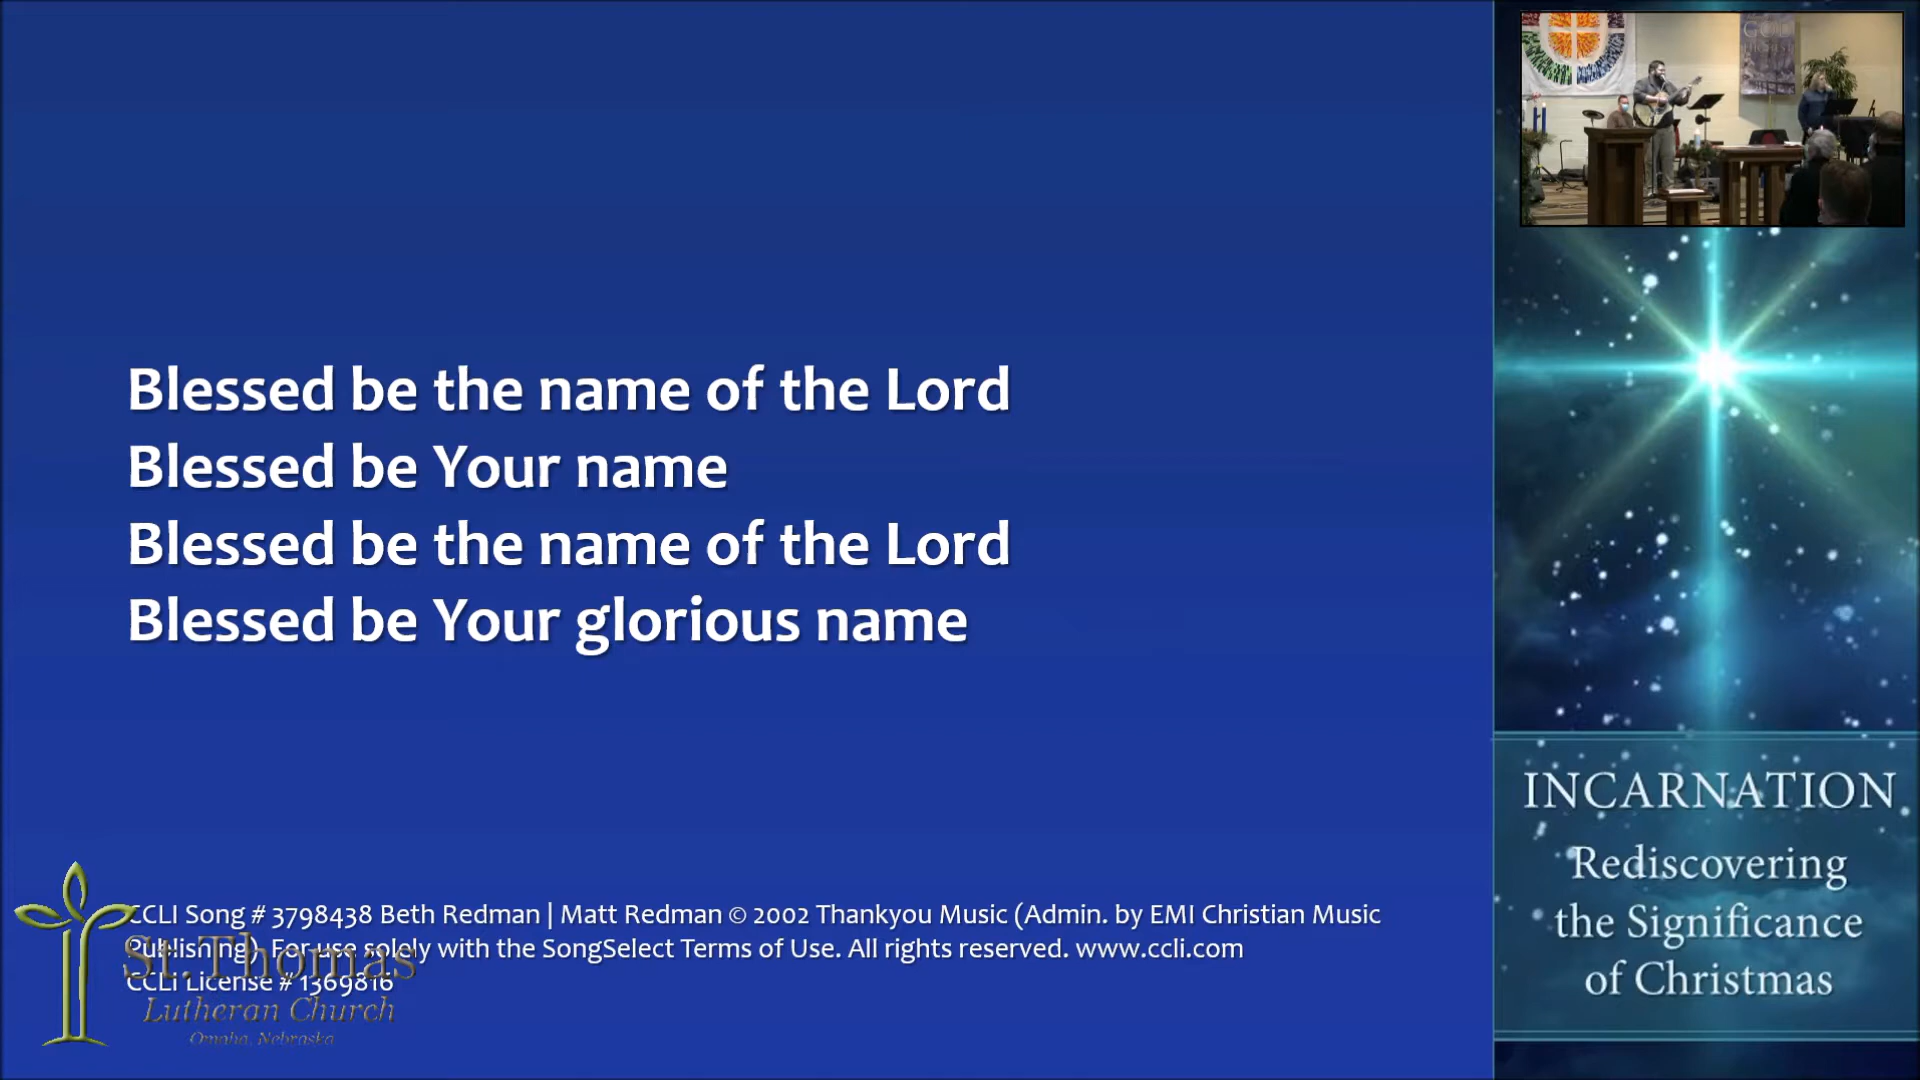 Blessed be the name of the Lord
Blessed be Your name
Blessed be the name of the Lord
Blessed be Your glorious name
CCLI Song # 3798438 Beth Redman | Matt Redman © 2002 Thankyou Music (Admin. by EMI Christian Music
Publishing). For use solely with the SongSelect Terms of Use. All rights reserved. www.ccli.com
CCLI License # 1369816
St. Thomas
Lutheran Church
Omaha, Nebraska
GOD
INCARNATION
Rediscovering
the Significance
of Christmas